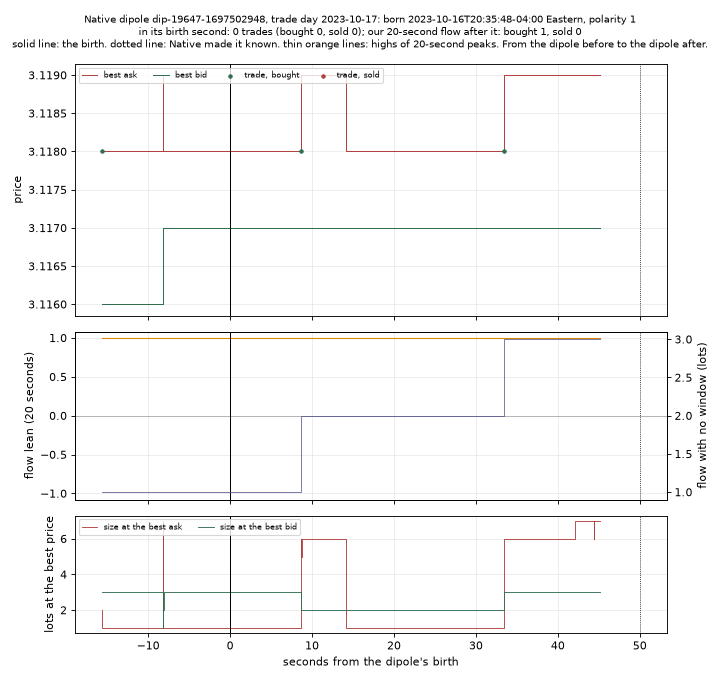 Native dipole dip-19647-1697502948, trade day 2023-10-17: born 2023-10-16T20:35:48-04:00 Eastern, polarity 1
in its birth second: 0 trades (bought 0, sold 0); our 20-second flow after it: bought 1, sold 0
solid line: the birth. dotted line: Native made it known. thin orange lines: highs of 20-second peaks. From the dipole before to the dipole after.
best ask best bid trade, bought trade, sold
3.1190
3.1185
3.1180
3.1175
3.1170
3.1165
3.1160
price
1.0
0.5
0.0
−0.5
−1.0
flow lean (20 seconds)
3.0
2.5
2.0
1.5
1.0
flow with no window (lots)
size at the best ask size at the best bid
6
4
2
lots at the best price
−10 0 10 20 30 40 50
seconds from the dipole's birth